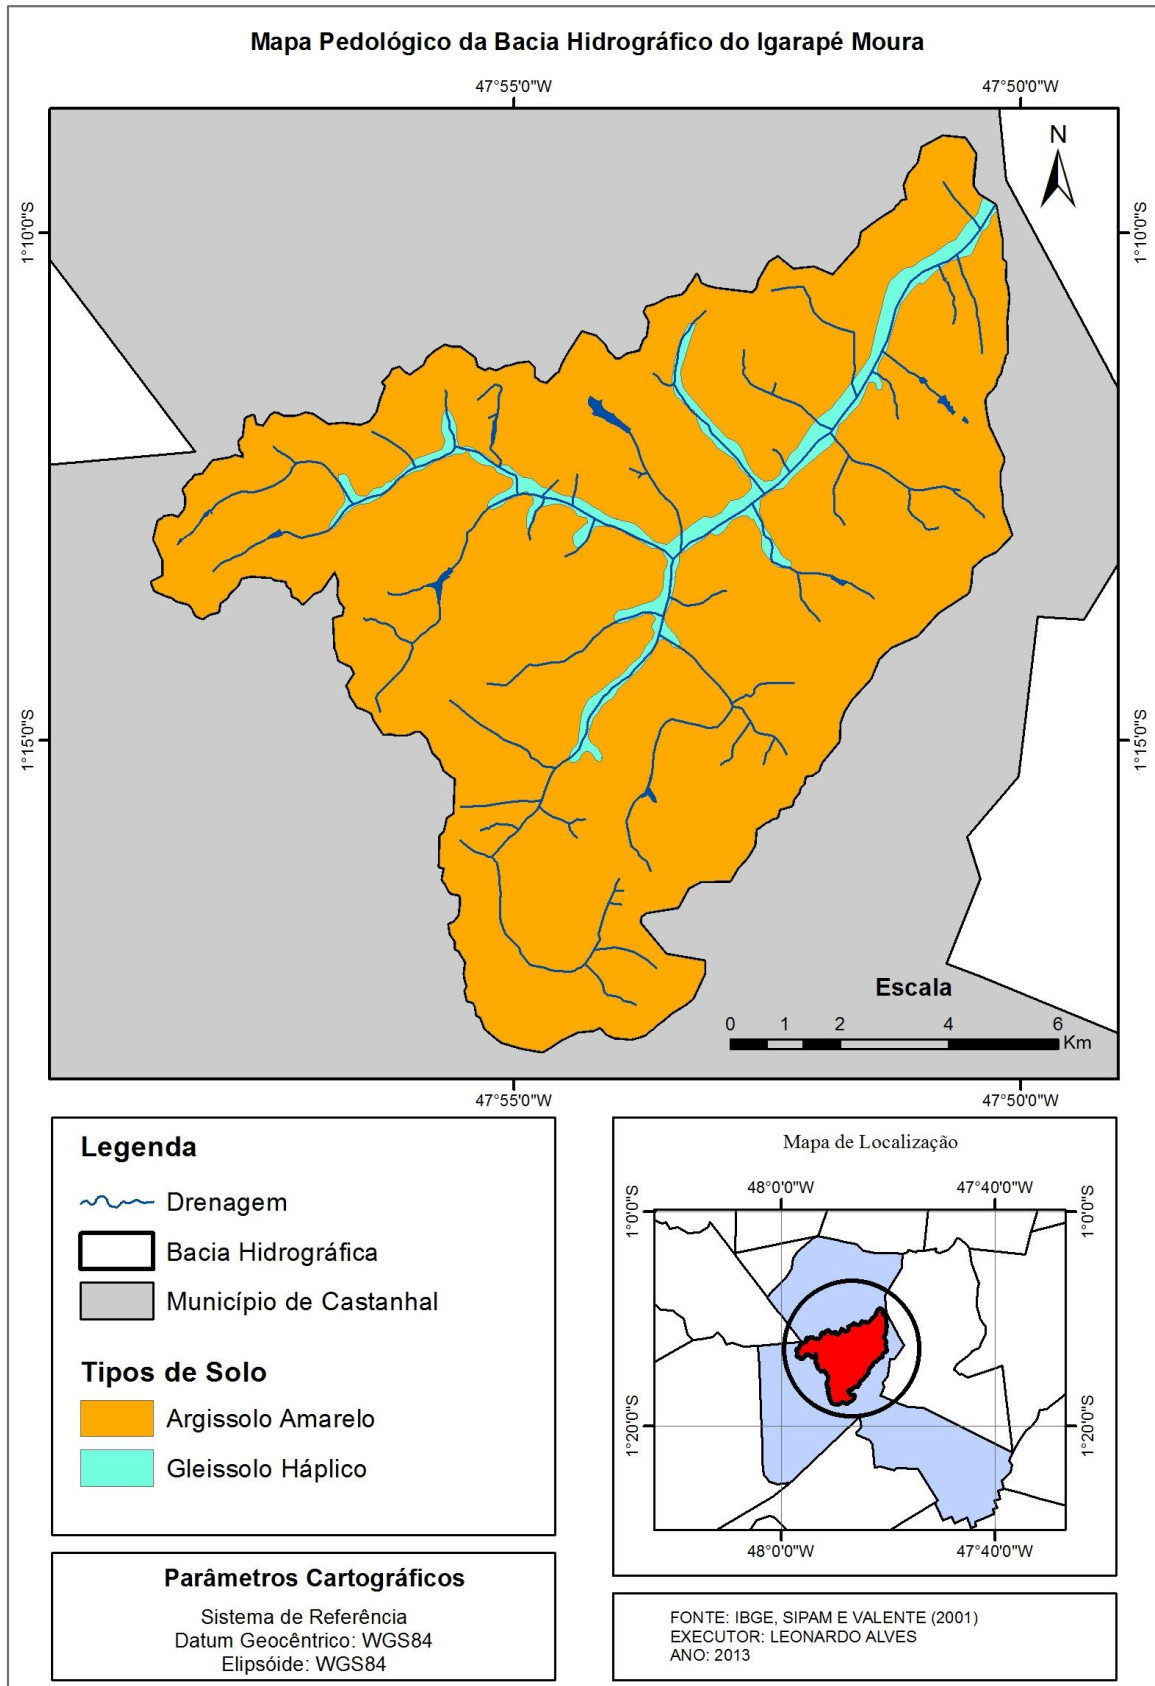 Mapa Pedológico da Bacia Hidrográfico do Igarapé Moura
47°55'0"W 47°50'0"W
N
1°10'0"S 1°10'0"S
1°15'0"S 1°15'0"S
Escala
0 1 2 4 6
Km
47°55'0"W 47°50'0"W
Legenda
Drenagem
Bacia Hidrográfica
Município de Castanhal
Tipos de Solo
Argissolo Amarelo
Gleissolo Háplico
Mapa de Localização
48°0'0"W 47°40'0"W
1°0'0"S 1°0'0"S
1°20'0"S 1°20'0"S
48°0'0"W 47°40'0"W
Parâmetros Cartográficos
Sistema de Referência
Datum Geocêntrico: WGS84
Elipsóide: WGS84
FONTE: IBGE, SIPAM E VALENTE (2001)
EXECUTOR: LEONARDO ALVES
ANO: 2013